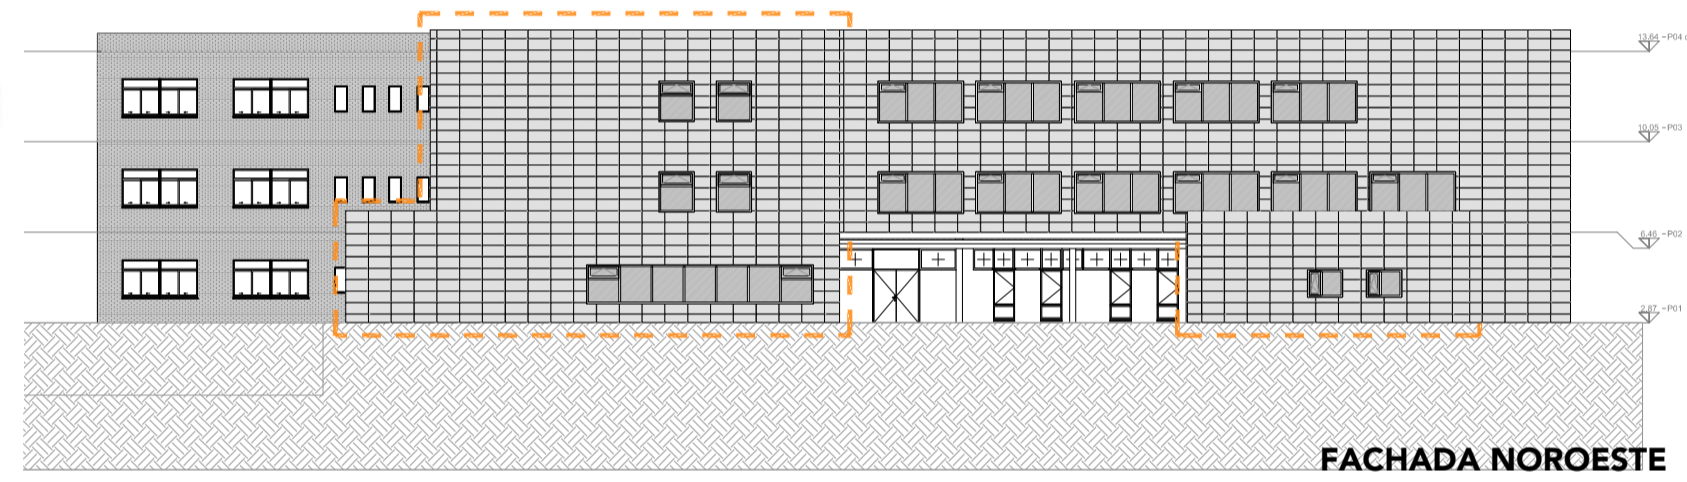 13,64 -P04
10,05 -P03
6,46 -P02
2,87 -P01
FACHADA NOROESTE